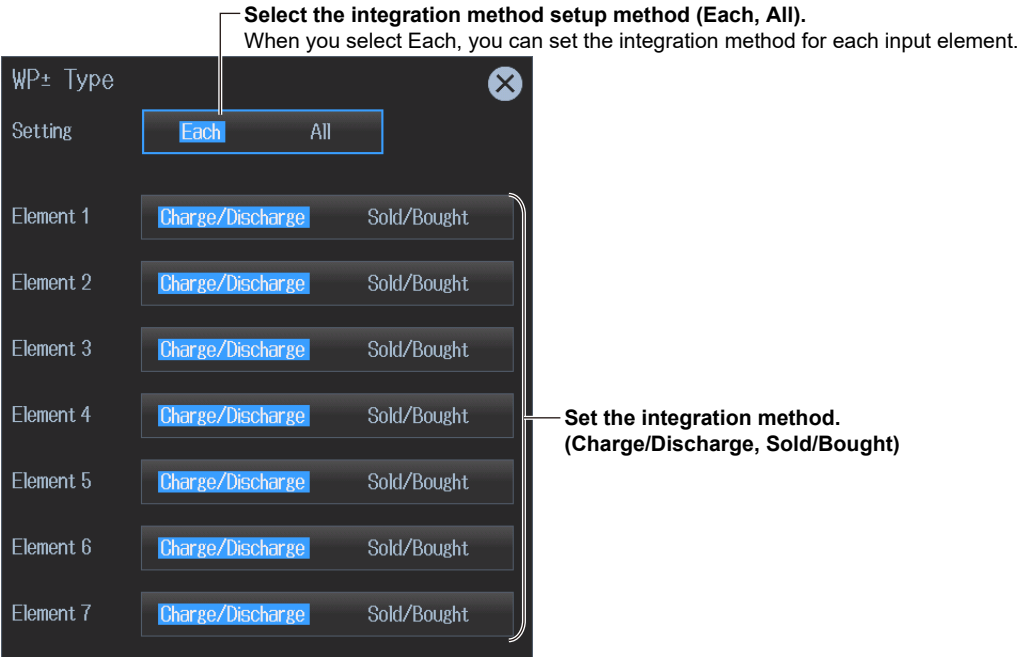 Select the integration method setup method (Each, All).
When you select Each, you can set the integration method for each input element.
WP± Type
Setting Each All
Element 1 Charge/Discharge Sold/Bought
Element 2 Charge/Discharge Sold/Bought
Element 3 Charge/Discharge Sold/Bought
Element 4 Charge/Discharge Sold/Bought
Element 5 Charge/Discharge Sold/Bought
Element 6 Charge/Discharge Sold/Bought
Element 7 Charge/Discharge Sold/Bought
Set the integration method.
(Charge/Discharge, Sold/Bought)